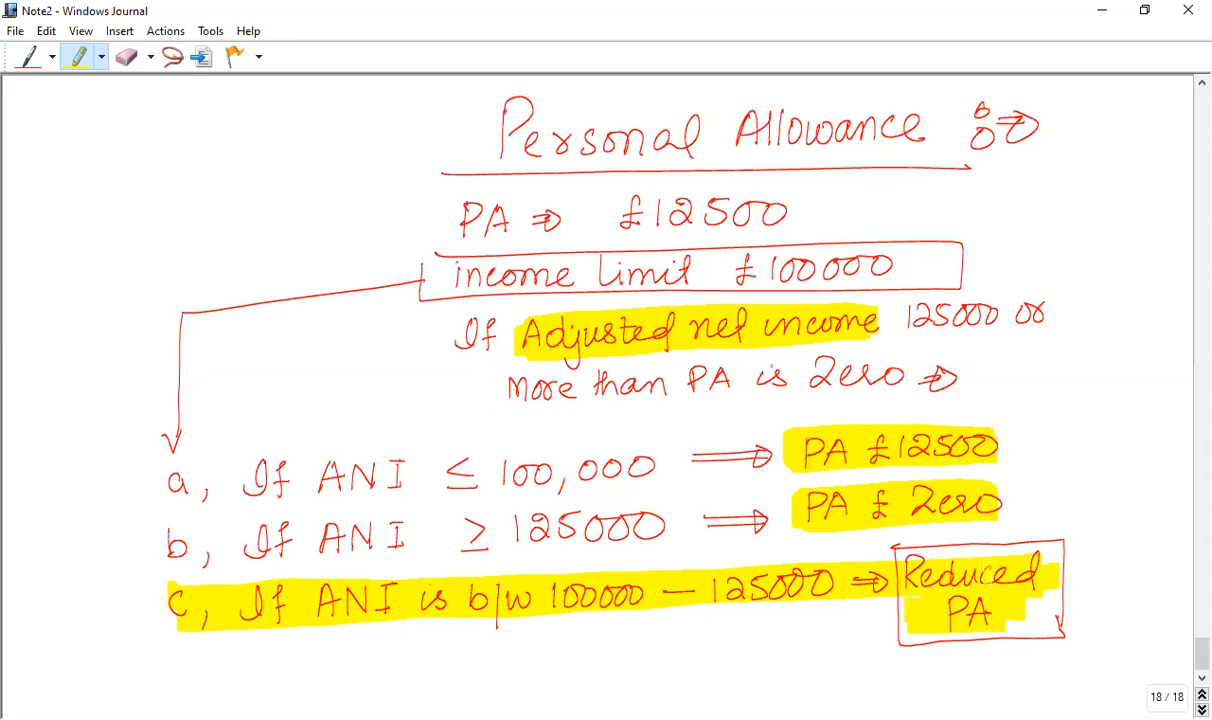 Note2 - Windows Journal
File Edit View Insert Actions Tools Help
Personal Allowance
PA ⇒ £12500
income limit £100000
If Adjusted net income 125000 or
more than PA is Zero ⇒
a, If ANI ≤ 100,000 ⟹ PA £12500
b, If ANI ≥ 125000 ⟹ PA £ Zero
c, If ANI is b/w 100000 – 125000 ⇒ Reduced
PA
18 / 18